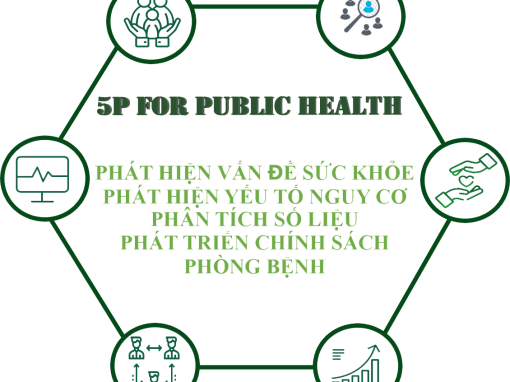 5P FOR PUBLIC HEALTH
PHÁT HIỆN VẤN ĐỀ SỨC KHỎE
PHÁT HIỆN YẾU TỐ NGUY CƠ
PHÂN TÍCH SỐ LIỆU
PHÁT TRIỂN CHÍNH SÁCH
PHÒNG BỆNH